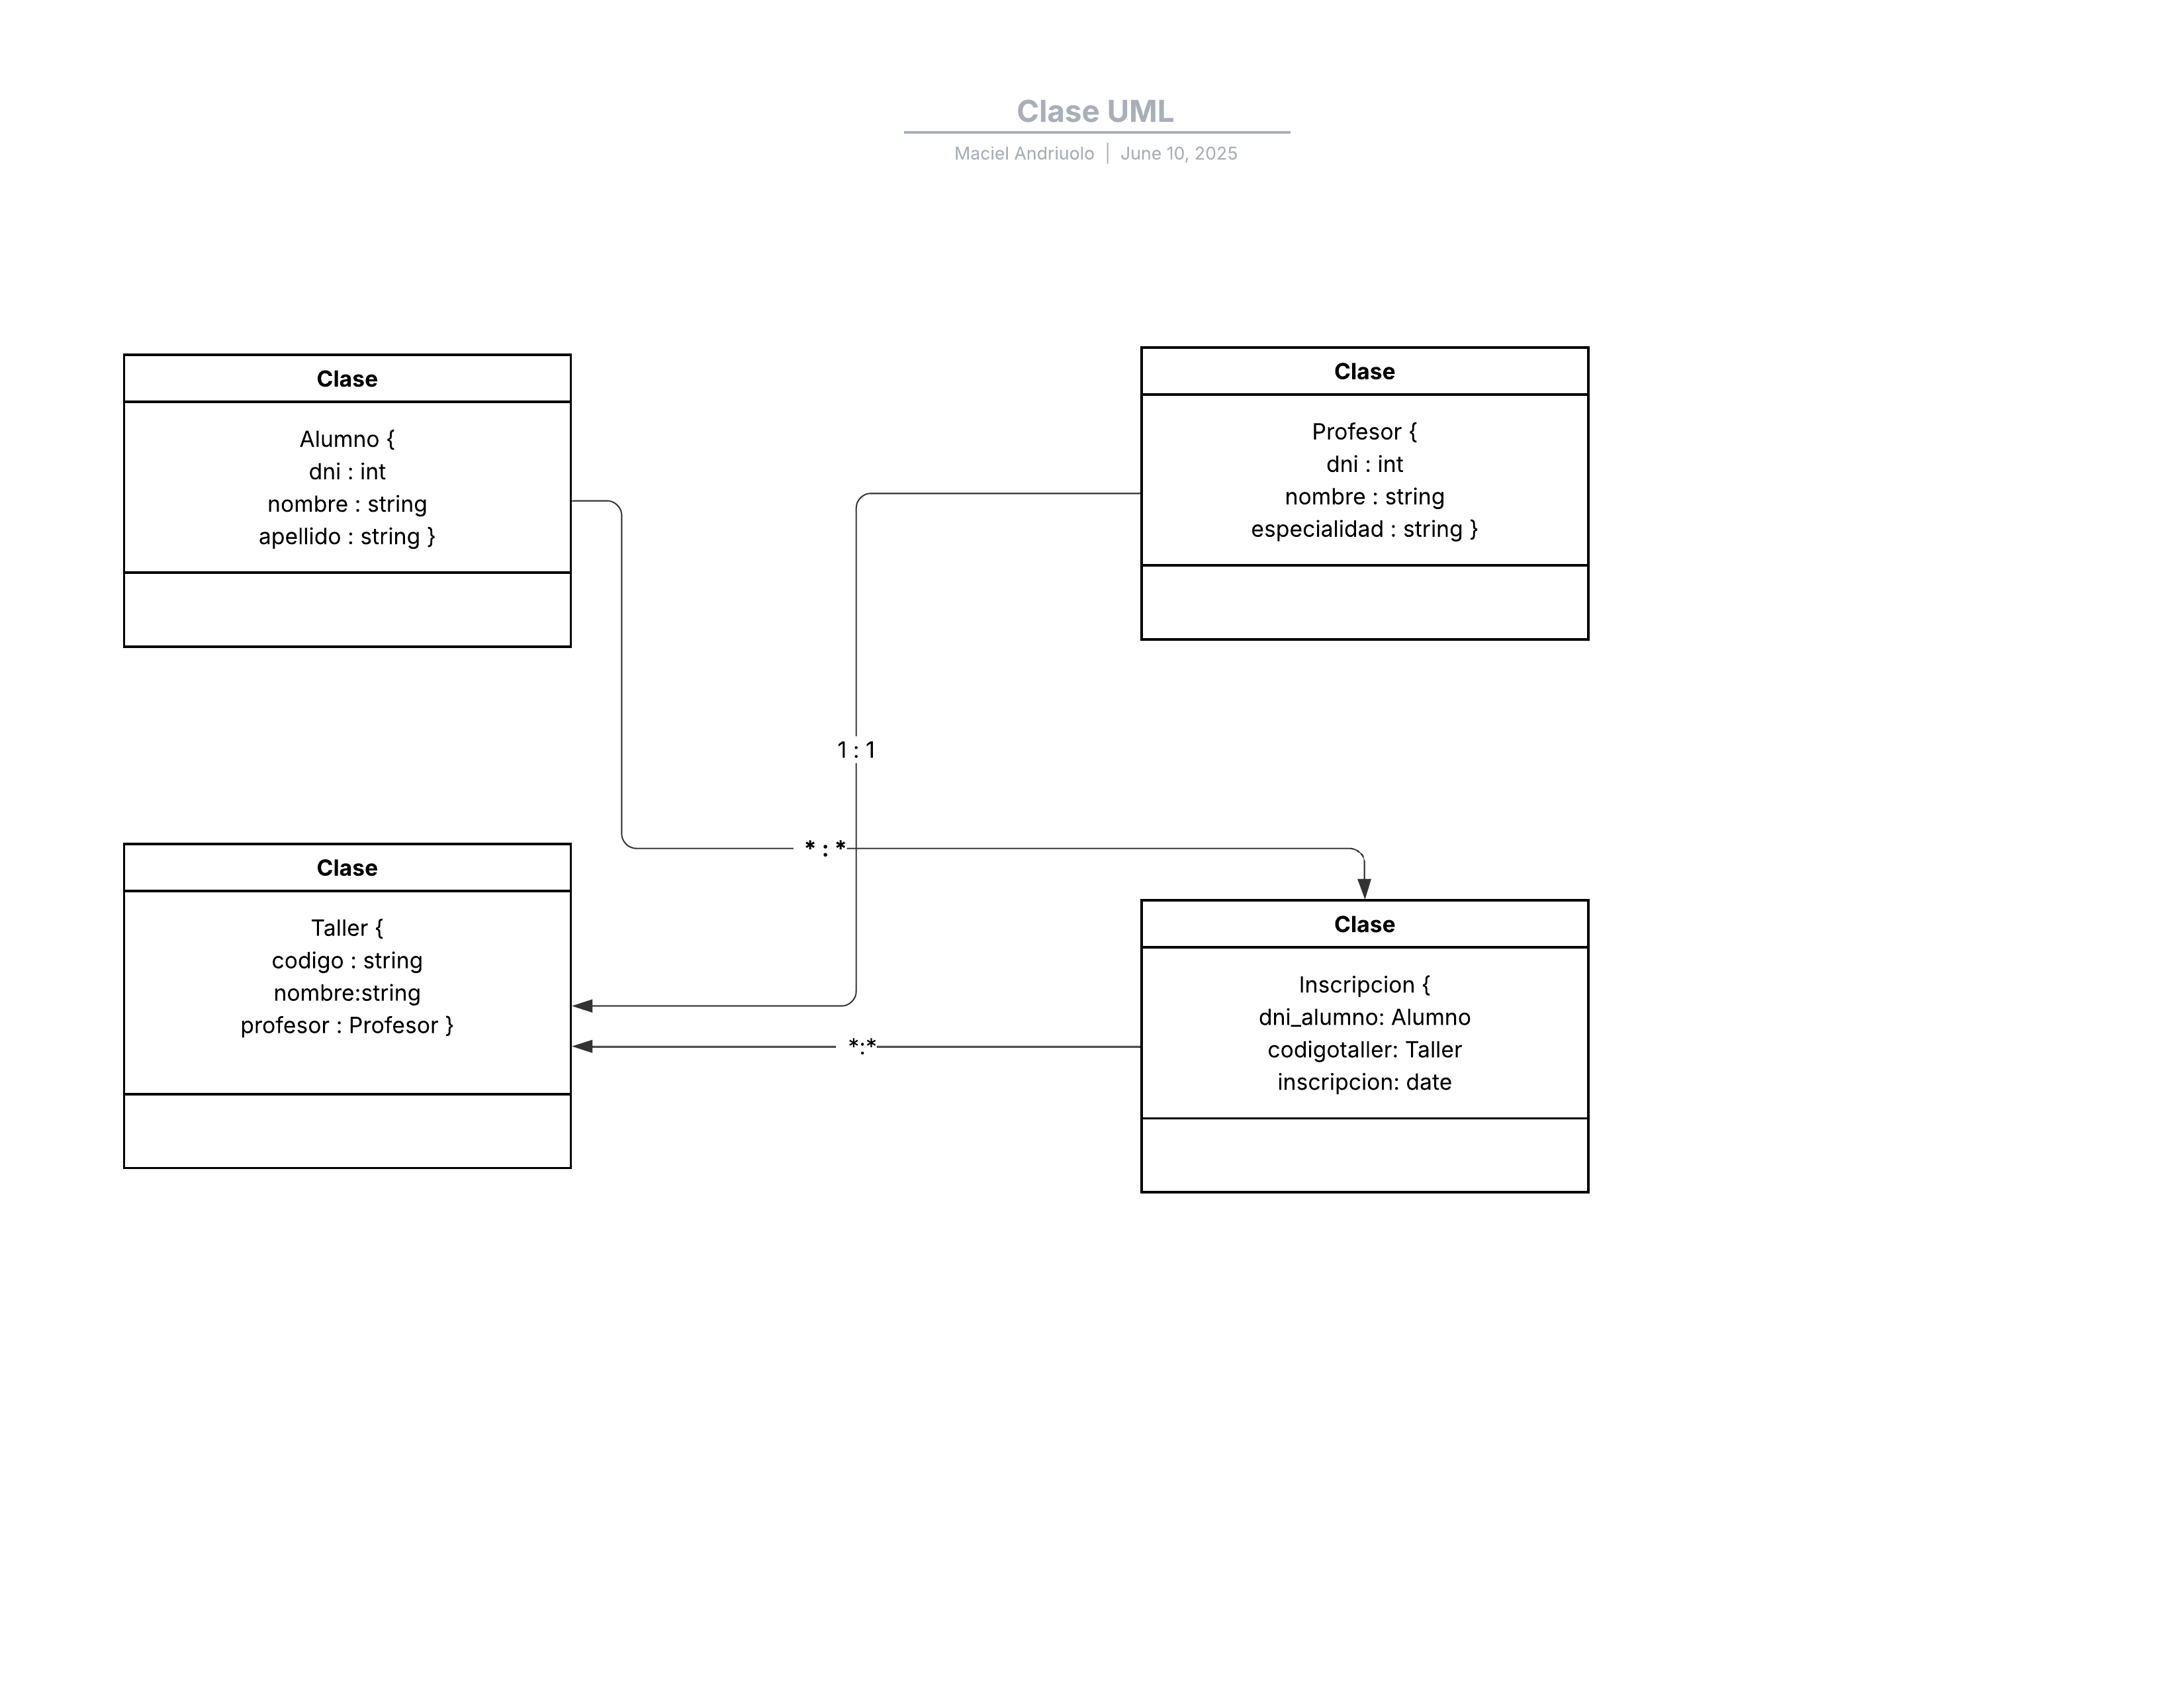 Clase UML
Maciel Andriuolo | June 10, 2025
Clase
Alumno {
dni : int
nombre : string
apellido : string }
Clase
Profesor {
dni : int
nombre : string
especialidad : string }
1 : 1
* : *
Clase
Taller {
codigo : string
nombre:string
profesor : Profesor }
*:*
Clase
Inscripcion {
dni_alumno: Alumno
codigotaller: Taller
inscripcion: date